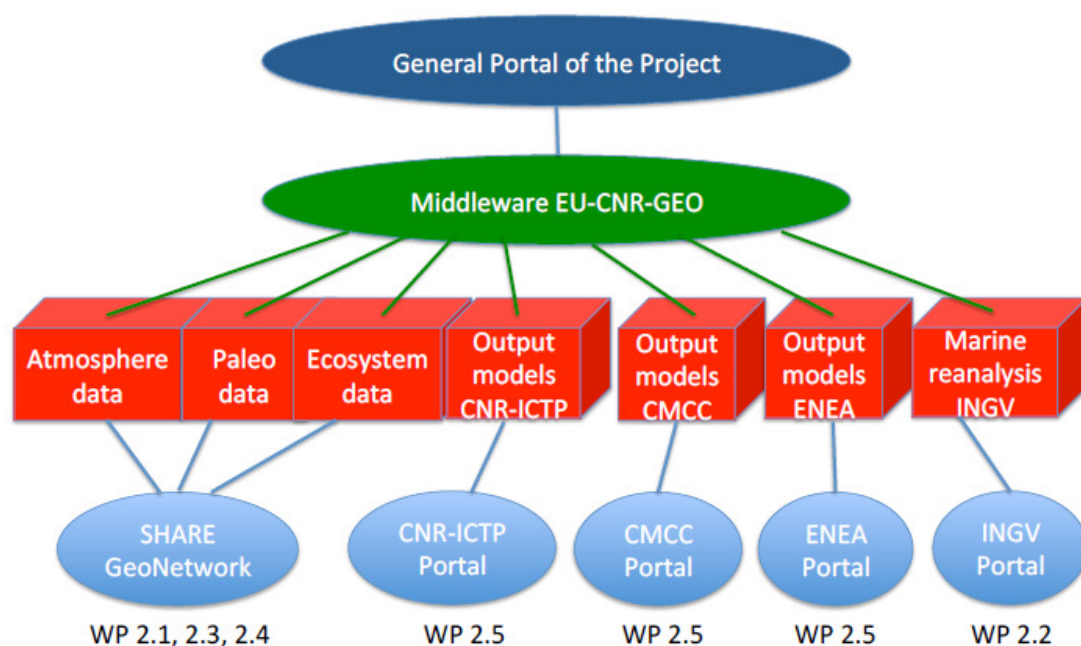 General Portal of the Project
Middleware EU-CNR-GEO
Atmosphere
data
Paleo
data
Ecosystem
data
Output
models
CNR-ICTP
Output
models
CMCC
Output
models
ENEA
Marine
reanalysis
INGV
SHARE
GeoNetwork
CNR-ICTP
Portal
CMCC
Portal
ENEA
Portal
INGV
Portal
WP 2.1, 2.3, 2.4
WP 2.5
WP 2.5
WP 2.5
WP 2.2